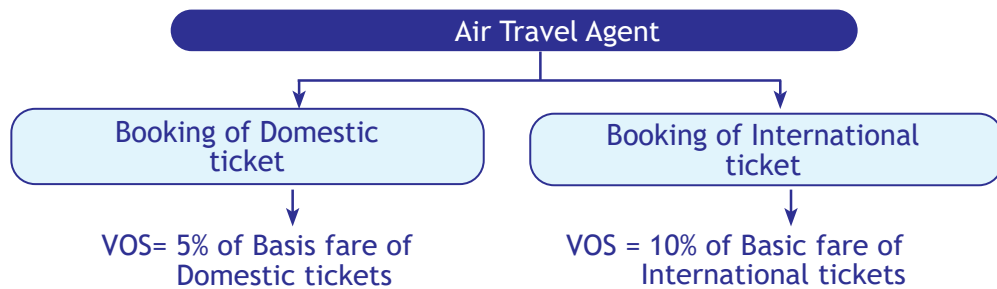 Air Travel Agent
Booking of Domestic
ticket
Booking of International
ticket
VOS= 5% of Basis fare of
Domestic tickets
VOS = 10% of Basic fare of
International tickets